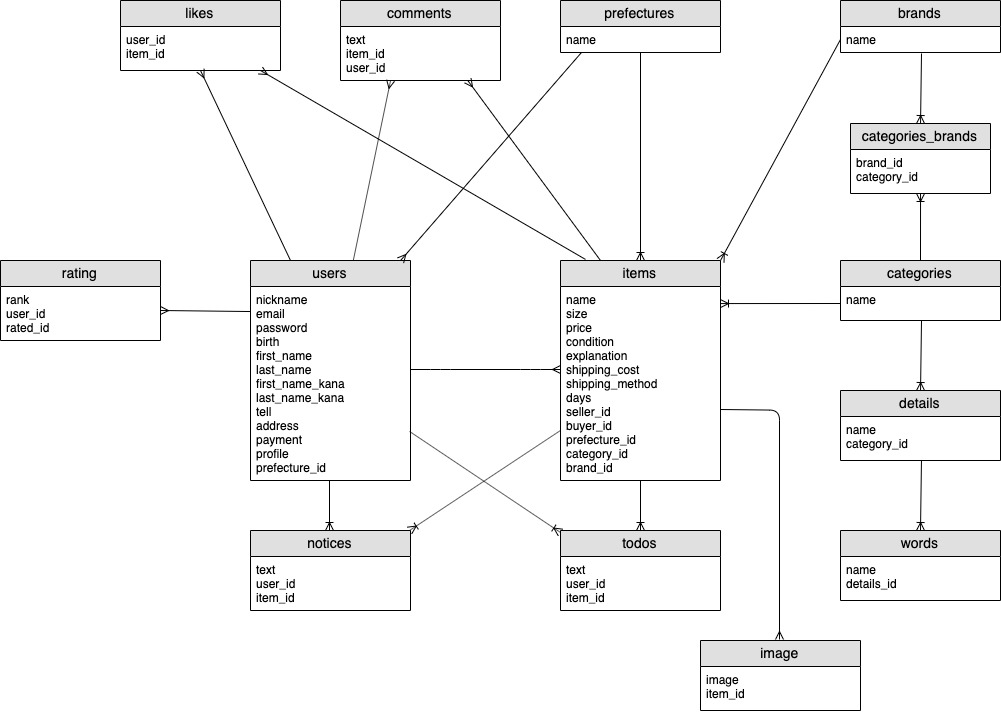 likes
user_id
item_id
comments
text
item_id
user_id
prefectures
name
brands
name
categories_brands
brand_id
category_id
rating
rank
user_id
rated_id
users
nickname
email
password
birth
first_name
last_name
first_name_kana
last_name_kana
tell
address
payment
profile
prefecture_id
items
name
size
price
condition
explanation
shipping_cost
shipping_method
days
seller_id
buyer_id
prefecture_id
category_id
brand_id
categories
name
details
name
category_id
notices
text
user_id
item_id
todos
text
user_id
item_id
words
name
details_id
image
image
item_id